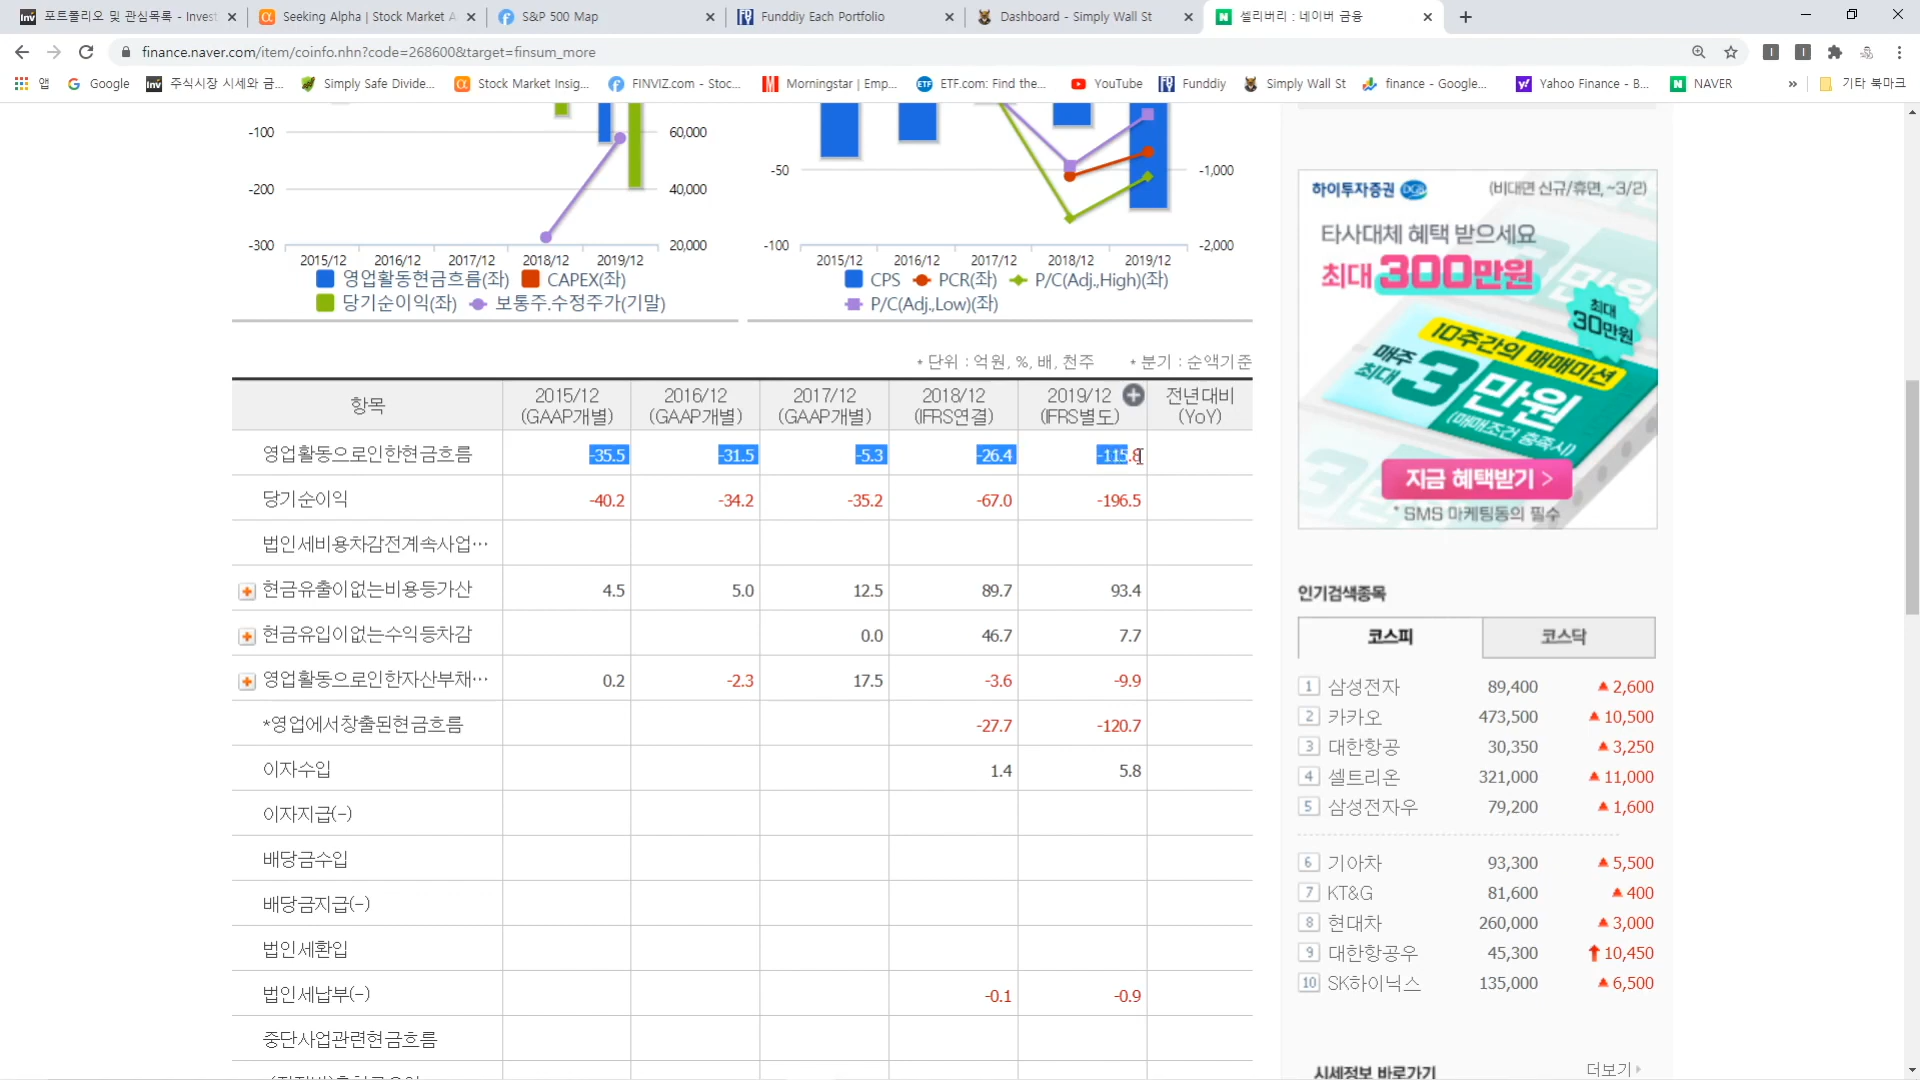 포트폴리오 및 관심목록 - Invest
Seeking Alpha | Stock Market A
S&P 500 Map
Funddiy Each Portfolio
Dashboard - Simply Wall St
셀리버리 : 네이버 금융
finance.naver.com/item/coinfo.nhn?code=268600&target=finsum_more
앱 Google 주식시장 시세와 금... Simply Safe Divide... Stock Market Insig... FINVIZ.com - Stoc... Morningstar | Emp... ETF.com: Find the... YouTube Funddiy Simply Wall St finance - Google... Yahoo Finance - B... NAVER » 기타 북마크
-100 60,000
-200 40,000
-300 20,000
2015/12 2016/12 2017/12 2018/12 2019/12
영업활동현금흐름(좌) CAPEX(좌)
당기순이익(좌) 보통주.수정주가(기말)
-50 -1,000
-100 -2,000
2015/12 2016/12 2017/12 2018/12 2019/12
CPS PCR(좌) P/C(Adj.,High)(좌)
P/C(Adj.,Low)(좌)
* 단위 : 억원, %, 배, 천주 * 분기 : 순액기준
항목 2015/12 (GAAP개별) 2016/12 (GAAP개별) 2017/12 (GAAP개별) 2018/12 (IFRS연결) 2019/12 (IFRS별도) 전년대비 (YoY)
영업활동으로인한현금흐름 -35.5 -31.5 -5.3 -26.4 -115.8
당기순이익 -40.2 -34.2 -35.2 -67.0 -196.5
법인세비용차감전계속사업…
현금유출이없는비용등가산 4.5 5.0 12.5 89.7 93.4
현금유입이없는수익등차감 0.0 46.7 7.7
영업활동으로인한자산부채… 0.2 -2.3 17.5 -3.6 -9.9
*영업에서창출된현금흐름 -27.7 -120.7
이자수입 1.4 5.8
이자지급(-)
배당금수입
배당금지급(-)
법인세환입
법인세납부(-) -0.1 -0.9
중단사업관련현금흐름
하이투자증권 DGB (비대면 신규/휴면, ~3/2)
타사대체 혜택 받으세요
최대 300만원
최대
30만원
10주간의 매매미션
매주 최대 3만원
(매매조건 충족시)
지금 혜택받기 >
* SMS 마케팅동의 필수
인기검색종목
코스피 코스닥
1 삼성전자 89,400 ▲2,600
2 카카오 473,500 ▲10,500
3 대한항공 30,350 ▲3,250
4 셀트리온 321,000 ▲11,000
5 삼성전자우 79,200 ▲1,600
6 기아차 93,300 ▲5,500
7 KT&G 81,600 ▲400
8 현대차 260,000 ▲3,000
9 대한항공우 45,300 ↑10,450
10 SK하이닉스 135,000 ▲6,500
시세정보 바로가기 더보기